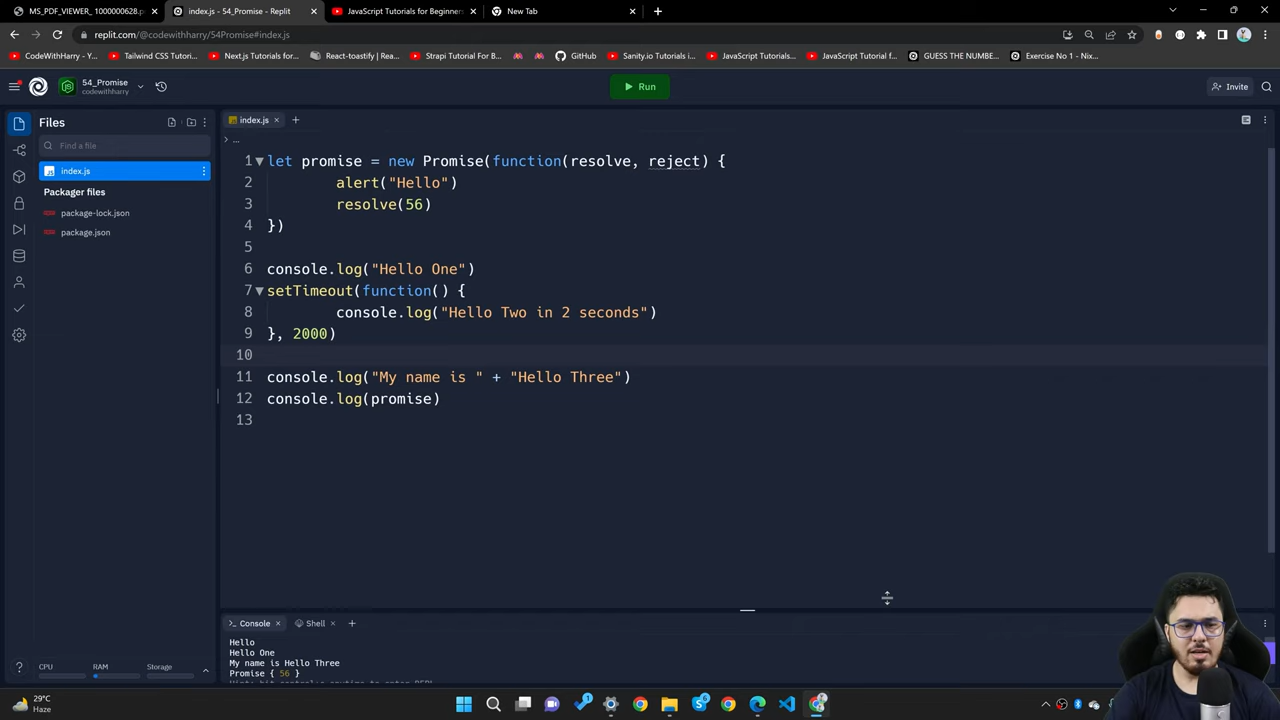 MS_PDF_VIEWER_1000000628.p
index.js - 54_Promise - Replit
JavaScript Tutorials for Beginners
New Tab
replit.com/@codewithharry/54Promise#index.js
CodeWithHarry - Y...
Tailwind CSS Tutori...
Next.js Tutorials for...
React-toastify | Rea...
Strapi Tutorial For B...
GitHub
Sanity.io Tutorials i...
JavaScript Tutorials...
JavaScript Tutorial f...
GUESS THE NUMBE...
Exercise No 1 - Nix...
54_Promise
codewithharry
Run
Invite
Files
index.js
Find a file
...
index.js
Packager files
package-lock.json
package.json
1 let promise = new Promise(function(resolve, reject) {
2 alert("Hello")
3 resolve(56)
4 })
5
6 console.log("Hello One")
7 setTimeout(function() {
8 console.log("Hello Two in 2 seconds")
9 }, 2000)
10
11 console.log("My name is " + "Hello Three")
12 console.log(promise)
13
Console
Shell
Hello
Hello One
My name is Hello Three
Promise { 56 }
CPU
RAM
Storage
29°C
Haze